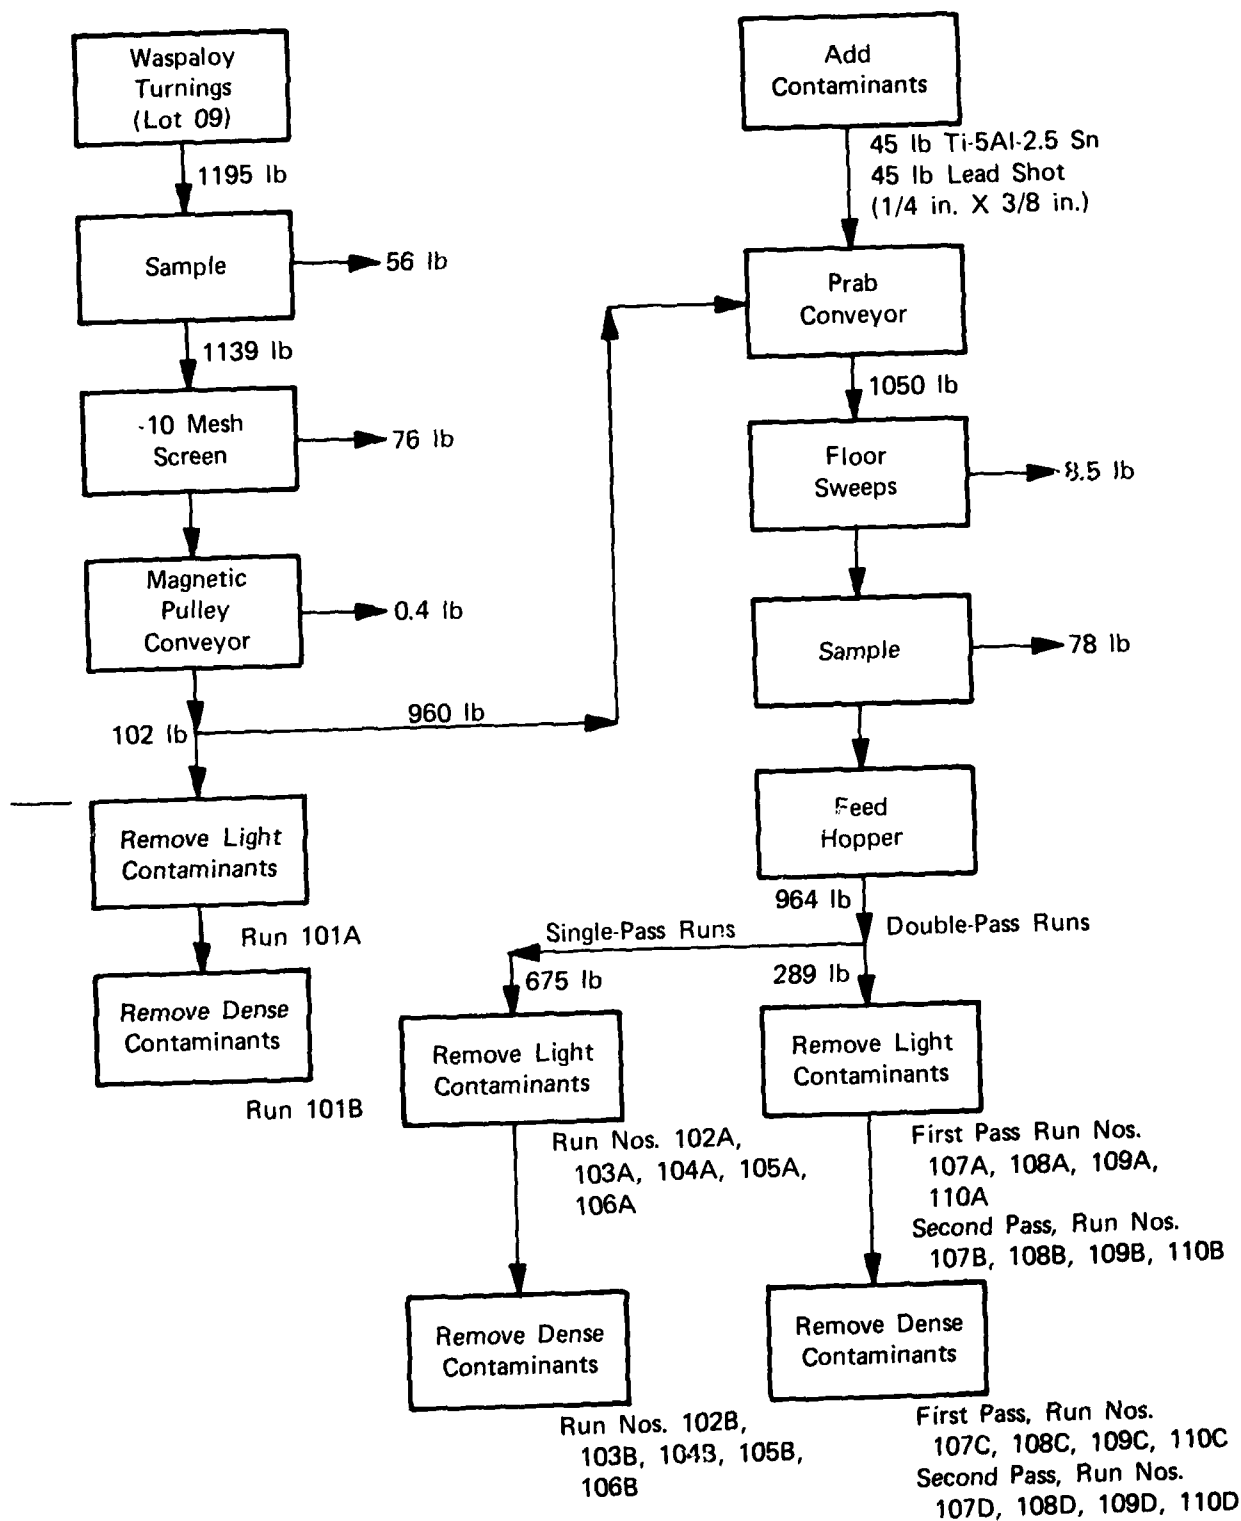 Waspaloy
Turnings
(Lot 09)
1195 lb
Sample
56 lb
1139 lb
-10 Mesh
Screen
76 lb
Magnetic
Pulley
Conveyor
0.4 lb
102 lb
960 lb
Remove Light
Contaminants
Run 101A
Remove Dense
Contaminants
Run 101B
Add
Contaminants
45 lb Ti-5Al-2.5 Sn
45 lb Lead Shot
(1/4 in. X 3/8 in.)
Prab
Conveyor
1050 lb
Floor
Sweeps
8.5 lb
Sample
78 lb
Feed
Hopper
964 lb
Single-Pass Runs
Double-Pass Runs
675 lb
289 lb
Remove Light
Contaminants
Run Nos. 102A,
103A, 104A, 105A,
106A
Remove Dense
Contaminants
Run Nos. 102B,
103B, 104B, 105B,
106B
Remove Light
Contaminants
First Pass Run Nos.
107A, 108A, 109A,
110A
Second Pass, Run Nos.
107B, 108B, 109B, 110B
Remove Dense
Contaminants
First Pass, Run Nos.
107C, 108C, 109C, 110C
Second Pass, Run Nos.
107D, 108D, 109D, 110D